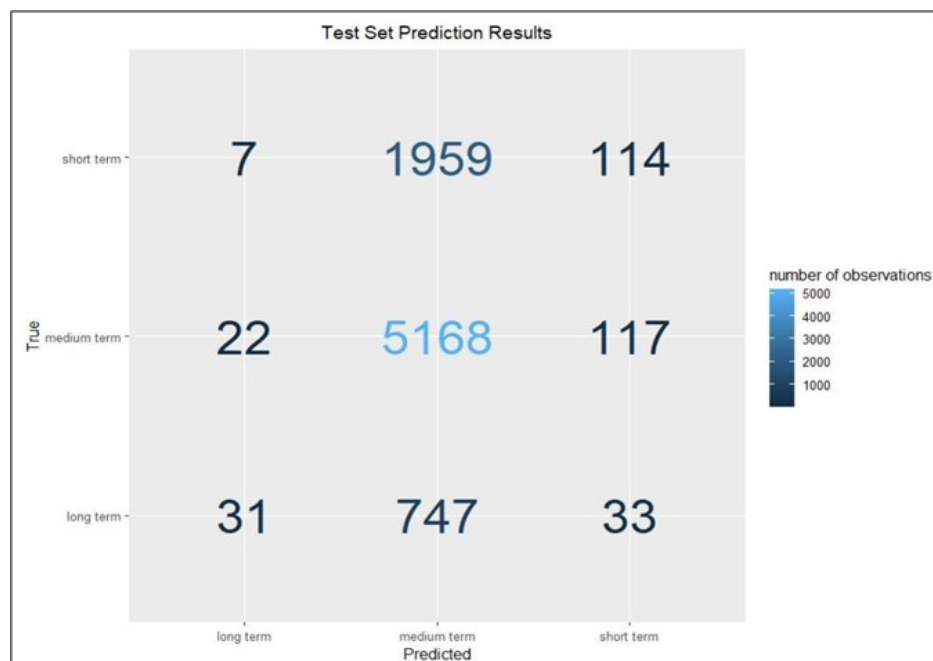 Test Set Prediction Results
short term
7 1959 114
number of observations
5000
4000
3000
2000
1000
True
medium term
22 5168 117
long term
31 747 33
long term medium term short term
Predicted